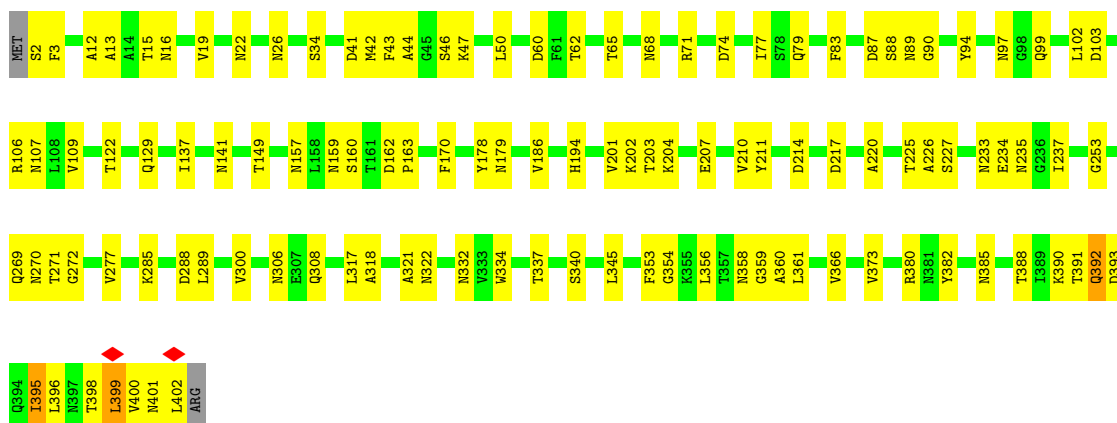 MET S2 F3 A12 A13 A14 T15 N16 V19 N22 N26 S34 D41 M42 F43 A44 G45 S46 K47 L50 D60 F61 T62 T65 N68 R71 D74 I77 S78 Q79 F83 D87 S88 N89 G90 Y94 N97 G98 Q99 L102 D103
R106 N107 L108 V109 T122 Q129 I137 N141 T149 N157 L158 N159 S160 T161 D162 P163 F170 Y178 N179 V186 H194 V201 K202 T203 K204 E207 V210 Y211 D214 D217 A220 T225 A226 S227 N233 E234 N235 G236 I237 G253
Q269 N270 T271 G272 V277 K285 D288 L289 V300 N306 E307 Q308 L317 A318 A321 N322 N332 V333 W334 T337 S340 L345 F353 G354 K355 L356 T357 N358 G359 A360 L361 V366 V373 R380 N381 Y382 N385 T388 I389 K390 T391 Q392 D393
Q394 I395 L396 N397 T398 L399 V400 N401 L402 ARG